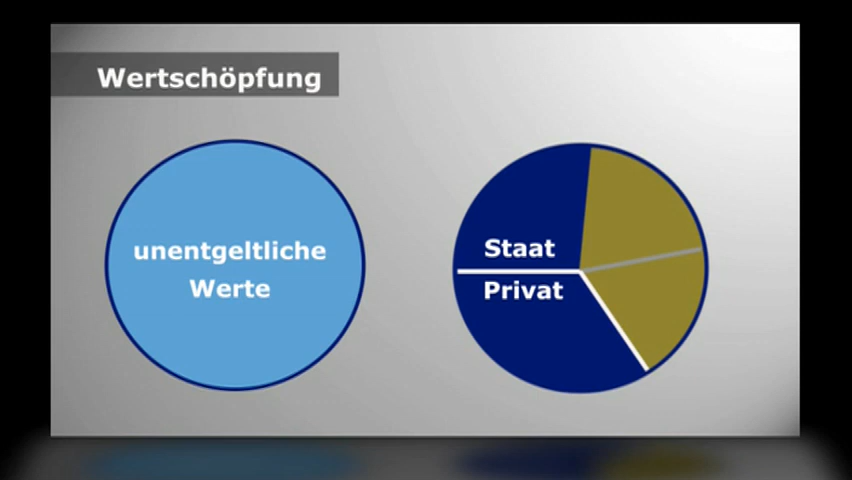 Wertschöpfung
unentgeltliche
Werte
Staat
Privat